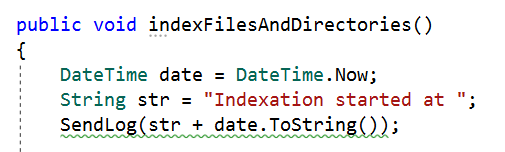 public void indexFilesAndDirectories()
{
DateTime date = DateTime.Now;
String str = "Indexation started at ";
SendLog(str + date.ToString());